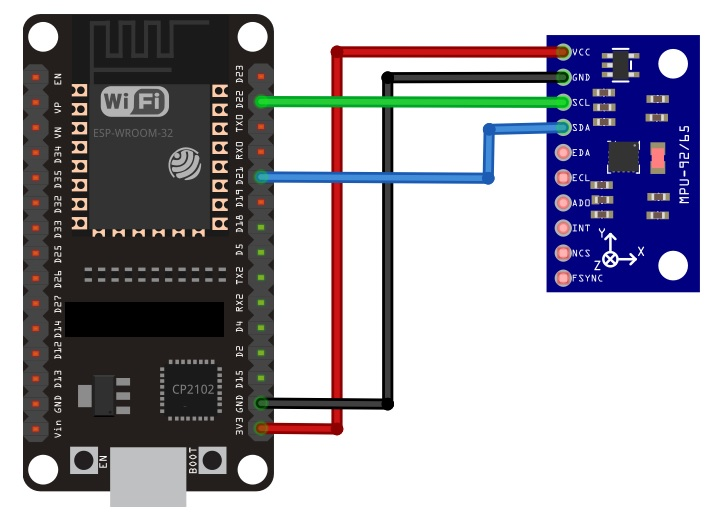 EN
VP
VN
D34
D35
D32
D33
D25
D26
D27
D14
D12
D13
GND
Vin
WiFi
ESP-WROOM-32
CP2102
EN
BOOT
D23
D22
TX0
RX0
D21
D19
D18
D5
TX2
RX2
D4
D2
D15
GND
3V3
VCC
GND
SCL
SDA
EDA
ECL
ADO
INT
NCS
FSYNC
Y
X
Z
MPU-92/65